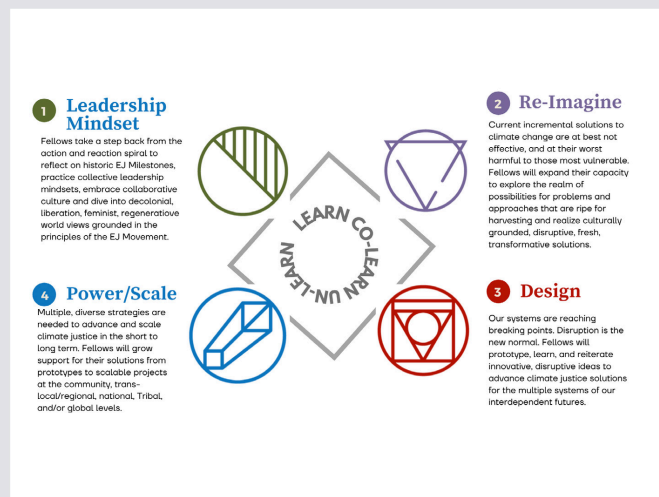 1
Leadership
Mindset
Fellows take a step back from the
action and reaction spiral to
reflect on historic EJ Milestones,
practice collective leadership
mindsets, embrace collaborative
culture and dive into decolonial,
liberation, feminist, regeneratiove
world views grounded in the
principles of the EJ Movement.
2
Re-Imagine
Current incremental solutions to
climate change are at best not
effective, and at their worst
harmful to those most vulnerable.
Fellows will expand their capacity
to explore the realm of
possibilities for problems and
approaches that are ripe for
harvesting and realize culturally
grounded, disruptive, fresh,
transformative solutions.
LEARN CO-LEARN UN-LEARN
4
Power/Scale
Multiple, diverse strategies are
needed to advance and scale
climate justice in the short to
long term. Fellows will grow
support for their solutions from
prototypes to scalable projects
at the community, trans-
local/regional, national, Tribal,
and/or global levels.
3
Design
Our systems are reaching
breaking points. Disruption is the
new normal. Fellows will
prototype, learn, and reiterate
innovative, disruptive ideas to
advance climate justice solutions
for the multiple systems of our
interdependent futures.